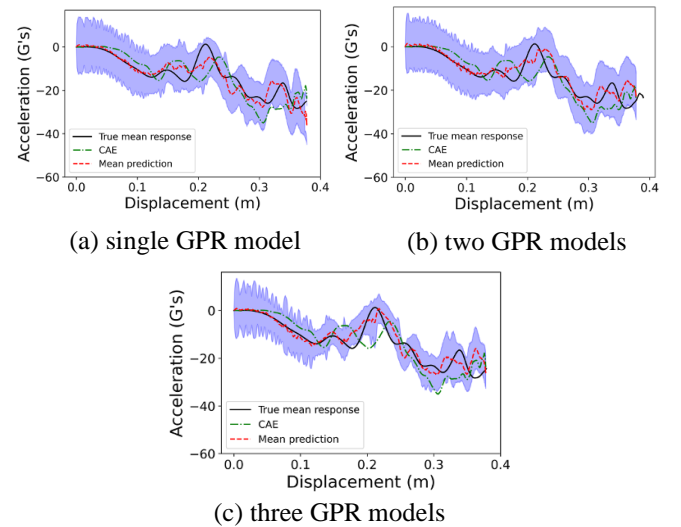 Acceleration (G's)
0
−20
−40
−60
True mean response
CAE
Mean prediction
0.0 0.1 0.2 0.3 0.4
Displacement (m)
(a) single GPR model
Acceleration (G's)
0
−20
−40
−60
True mean response
CAE
Mean prediction
0.0 0.1 0.2 0.3 0.4
Displacement (m)
(b) two GPR models
Acceleration (G's)
0
−20
−40
−60
True mean response
CAE
Mean prediction
0.0 0.1 0.2 0.3 0.4
Displacement (m)
(c) three GPR models